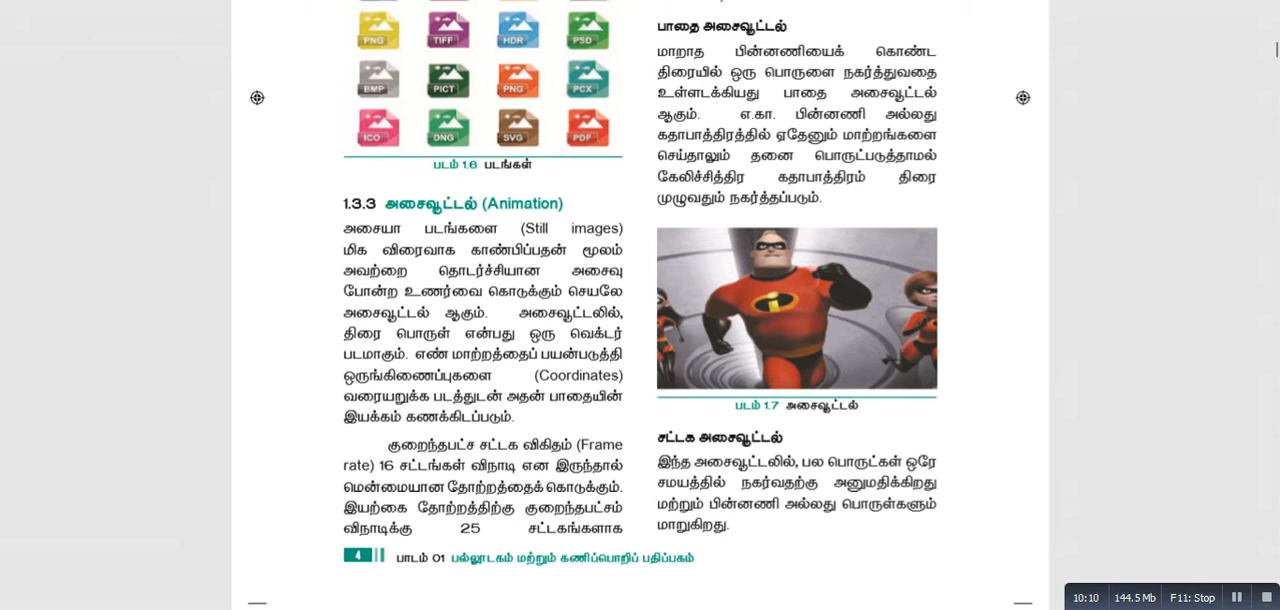 PNG TIFF HDR PSD
BMP PICT PNG PCX
ICO DNG SVG PDF
படம் 1.6 படங்கள்
1.3.3 அசைவூட்டல் (Animation)
அசையா படங்களை (Still images)
மிக விரைவாக காண்பிப்பதன் மூலம்
அவற்றை தொடர்ச்சியான அசைவு
போன்ற உணர்வை கொடுக்கும் செயலே
அசைவூட்டல் ஆகும். அசைவூட்டலில்,
திரை பொருள் என்பது ஒரு வெக்டர்
படமாகும். எண் மாற்றத்தைப் பயன்படுத்தி
ஒருங்கிணைப்புகளை (Coordinates)
வரையறுக்க படத்துடன் அதன் பாதையின்
இயக்கம் கணக்கிடப்படும்.
குறைந்தபட்ச சட்டக விகிதம் (Frame
rate) 16 சட்டங்கள் விநாடி என இருந்தால்
மென்மையான தோற்றத்தைக் கொடுக்கும்.
இயற்கை தோற்றத்திற்கு குறைந்தபட்சம்
விநாடிக்கு 25 சட்டகங்களாக
பாதை அசைவூட்டல்
மாறாத பின்னணியைக் கொண்ட
திரையில் ஒரு பொருளை நகர்த்துவதை
உள்ளடக்கியது பாதை அசைவூட்டல்
ஆகும். எ.கா. பின்னணி அல்லது
கதாபாத்திரத்தில் ஏதேனும் மாற்றங்களை
செய்தாலும் தனை பொருட்படுத்தாமல்
கேலிச்சித்திர கதாபாத்திரம் திரை
முழுவதும் நகர்த்தப்படும்.
படம் 1.7 அசைவூட்டல்
சட்டக அசைவூட்டல்
இந்த அசைவூட்டலில், பல பொருட்கள் ஒரே
சமயத்தில் நகர்வதற்கு அனுமதிக்கிறது
மற்றும் பின்னணி அல்லது பொருள்களும்
மாறுகிறது.
4 பாடம் 01 பல்லூடகம் மற்றும் கணிப்பொறிப் பதிப்பகம்
10:10 144.5 Mb F11: Stop